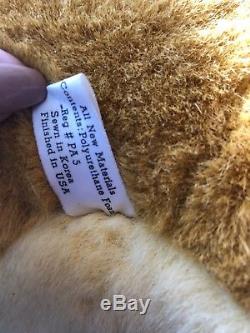 All New Materials
Contents:Polyurethane Foam
Reg # PA 5
Sewn in Korea
Finished in USA